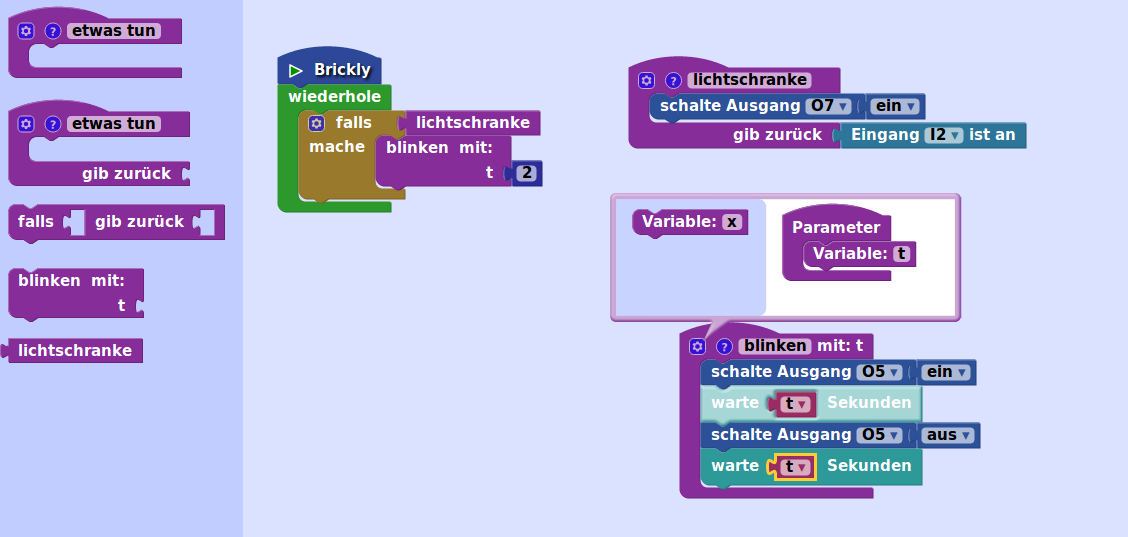 ? etwas tun
? etwas tun
gib zurück
falls gib zurück
blinken mit:
t
lichtschranke
Brickly
wiederhole
falls lichtschranke
mache blinken mit:
t 2
? lichtschranke
schalte Ausgang O7 ▾ ein ▾
gib zurück Eingang I2 ▾ ist an
Variable: x
Parameter
Variable: t
? blinken mit: t
schalte Ausgang O5 ▾ ein ▾
warte t ▾ Sekunden
schalte Ausgang O5 ▾ aus ▾
warte t ▾ Sekunden